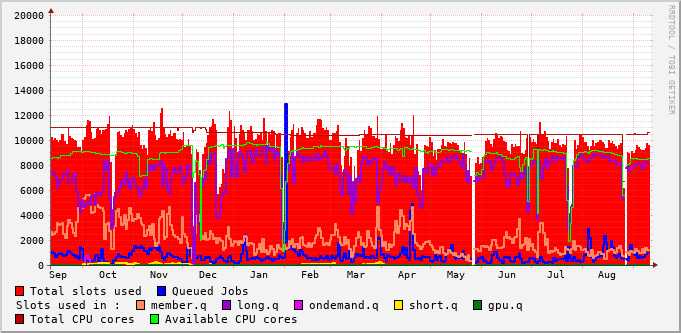 20000
18000
16000
14000
12000
10000
8000
6000
4000
2000
0
Sep Oct Nov Dec Jan Feb Mar Apr May Jun Jul Aug
RRDTOOL / TOBI OETIKER
Total slots used Queued Jobs
Slots used in : member.q long.q ondemand.q short.q gpu.q
Total CPU cores Available CPU cores